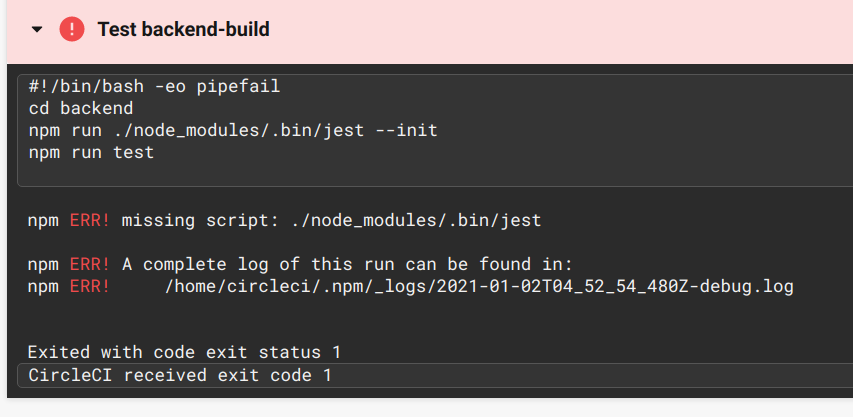 Test backend-build
#!/bin/bash -eo pipefail
cd backend
npm run ./node_modules/.bin/jest --init
npm run test
npm ERR! missing script: ./node_modules/.bin/jest
npm ERR! A complete log of this run can be found in:
npm ERR!     /home/circleci/.npm/_logs/2021-01-02T04_52_54_480Z-debug.log
Exited with code exit status 1
CircleCI received exit code 1